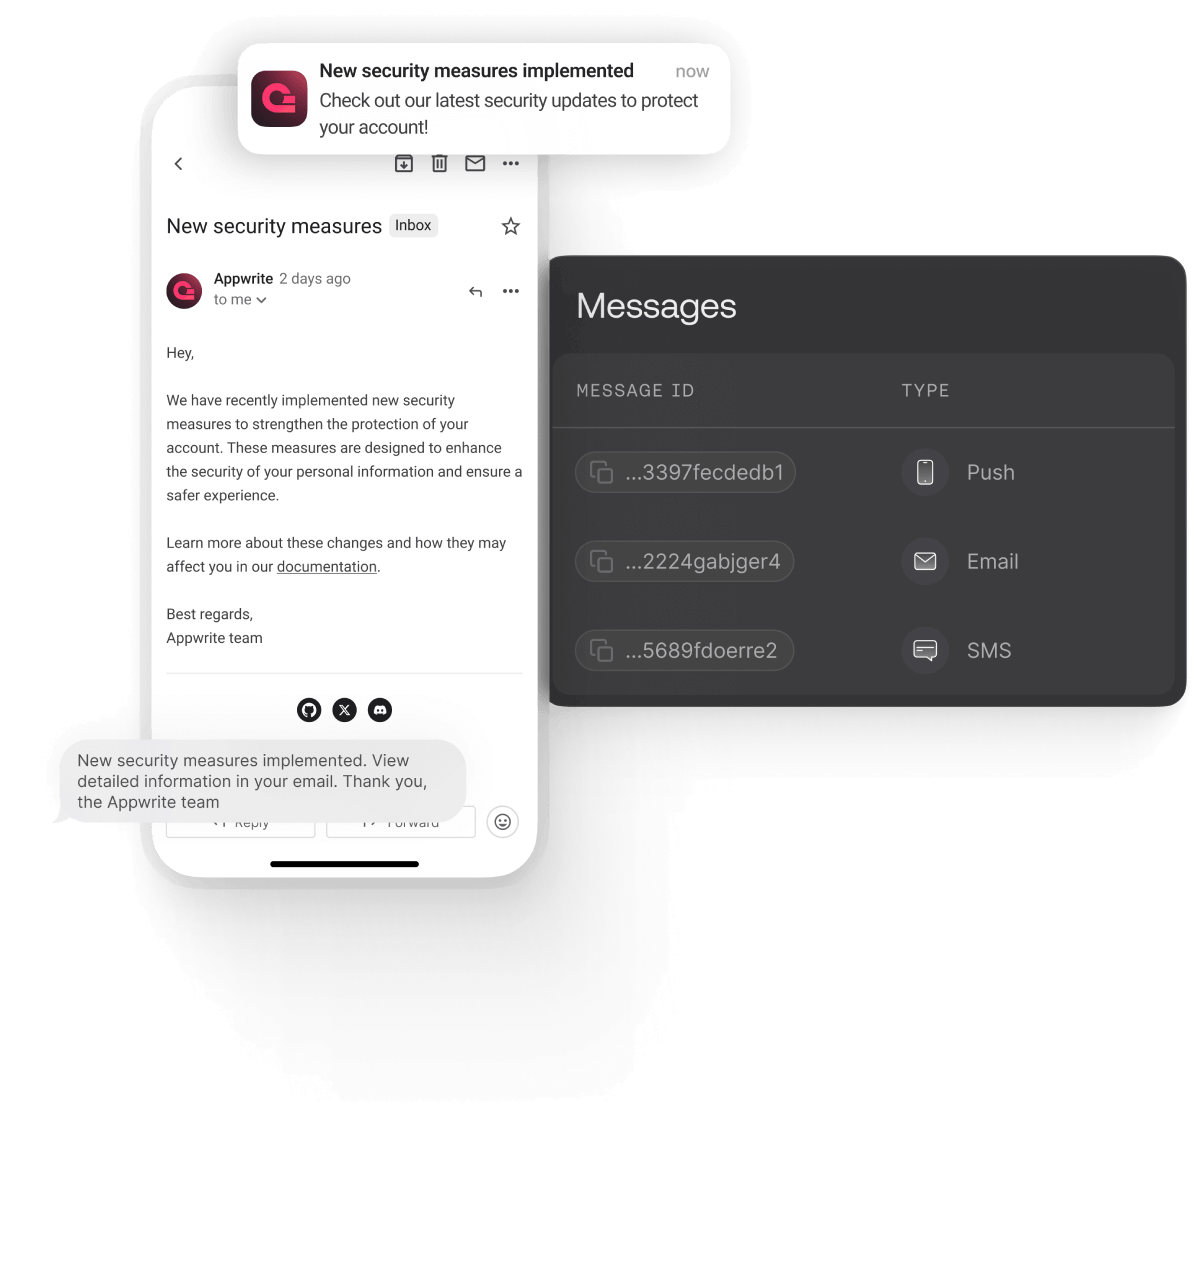 New security measures implemented now
Check out our latest security updates to protect
your account!
New security measures Inbox
Appwrite 2 days ago
to me
Hey,
We have recently implemented new security
measures to strengthen the protection of your
account. These measures are designed to enhance
the security of your personal information and ensure a
safer experience.
Learn more about these changes and how they may
affect you in our documentation.
Best regards,
Appwrite team
New security measures implemented. View
detailed information in your email. Thank you,
the Appwrite team
Reply Forward
Messages
MESSAGE ID TYPE
...3397fecdedb1 Push
...2224gabjger4 Email
...5689fdoerre2 SMS